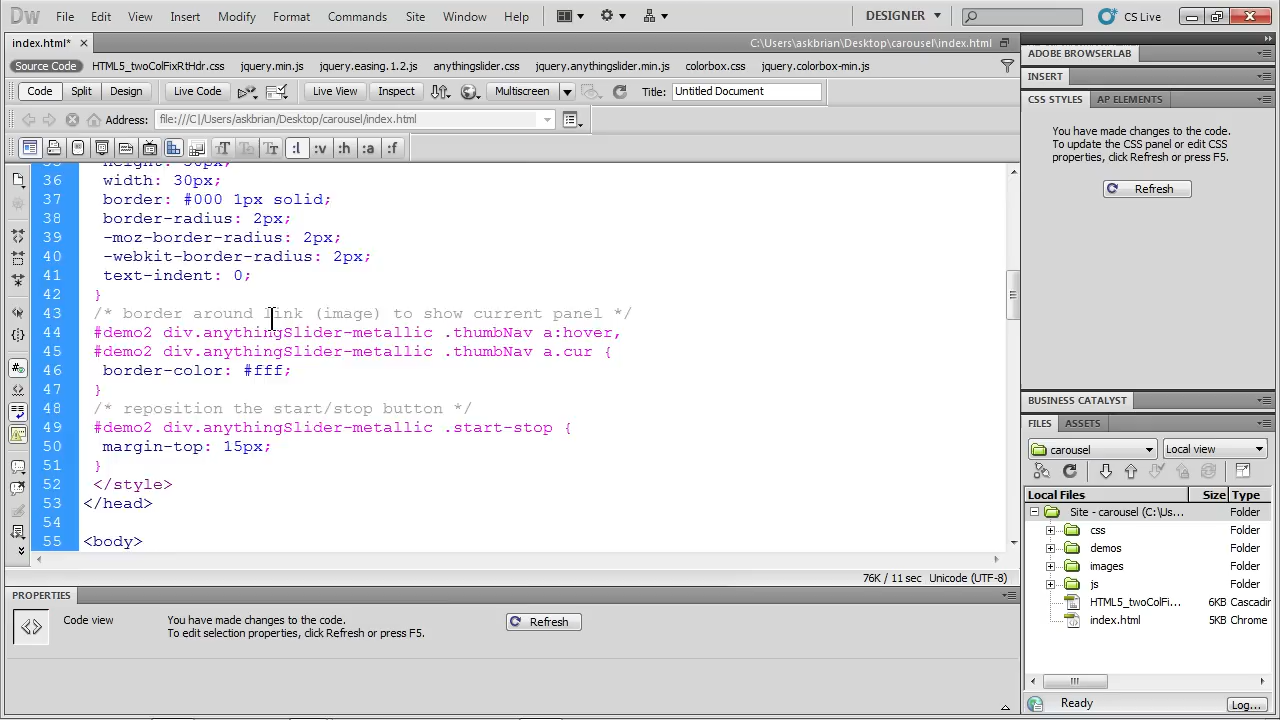 Dw File Edit View Insert Modify Format Commands Site Window Help DESIGNER CS Live
index.html* C:\Users\askbrian\Desktop\carousel\index.html
Source Code HTML5_twoColFixRtHdr.css jquery.min.js jquery.easing.1.2.js anythingslider.css jquery.anythingslider.min.js colorbox.css jquery.colorbox-min.js
Code Split Design Live Code Live View Inspect Multiscreen Title: Untitled Document
Address: file:///C|/Users/askbrian/Desktop/carousel/index.html
:l :v :h :a :f
36 width: 30px;
37 border: #000 1px solid;
38 border-radius: 2px;
39 -moz-border-radius: 2px;
40 -webkit-border-radius: 2px;
41 text-indent: 0;
42 }
43 /* border around link (image) to show current panel */
44 #demo2 div.anythingSlider-metallic .thumbNav a:hover,
45 #demo2 div.anythingSlider-metallic .thumbNav a.cur {
46 border-color: #fff;
47 }
48 /* reposition the start/stop button */
49 #demo2 div.anythingSlider-metallic .start-stop {
50 margin-top: 15px;
51 }
52 </style>
53 </head>
54
55 <body>
76K / 11 sec Unicode (UTF-8)
PROPERTIES
Code view You have made changes to the code.
To edit selection properties, click Refresh or press F5.
Refresh
ADOBE BROWSERLAB
INSERT
CSS STYLES AP ELEMENTS
You have made changes to the code.
To update the CSS panel or edit CSS
properties, click Refresh or press F5.
Refresh
BUSINESS CATALYST
FILES ASSETS
carousel Local view
Local Files Size Type
Site - carousel (C:\Us... Folder
css Folder
demos Folder
images Folder
js Folder
HTML5_twoColFi... 6KB Cascadin
index.html 5KB Chrome
Ready Log...